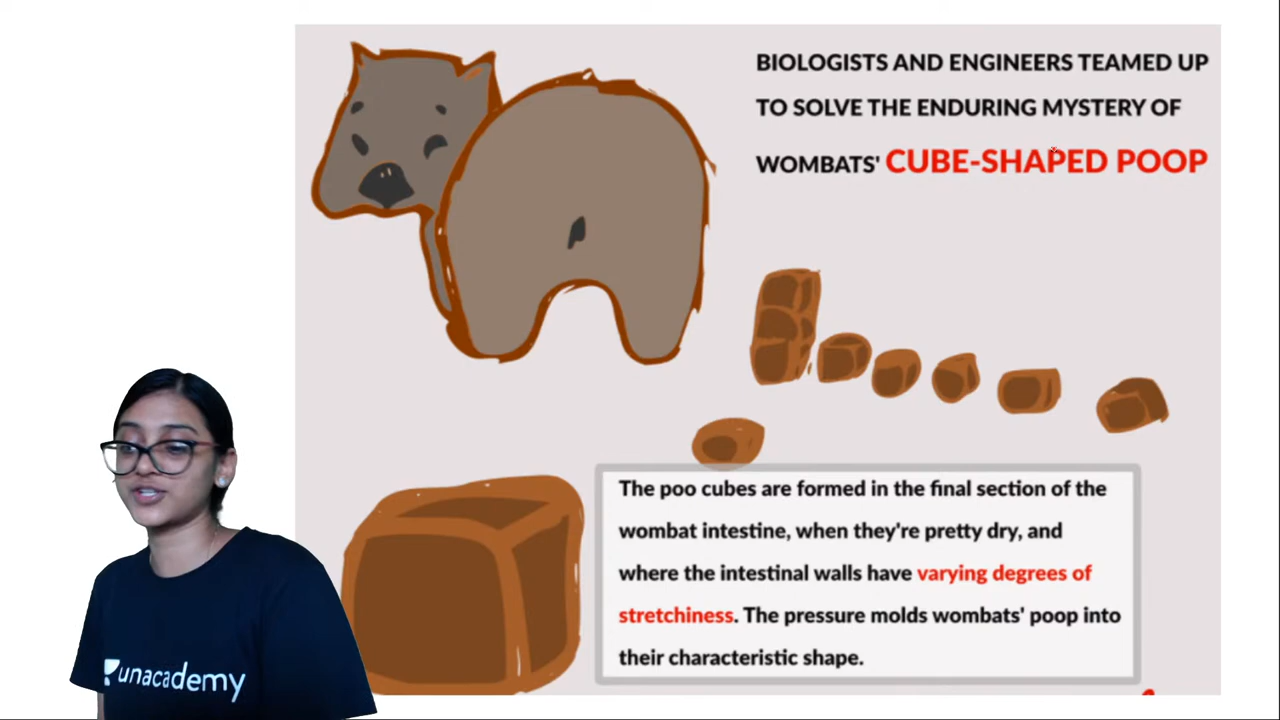 BIOLOGISTS AND ENGINEERS TEAMED UP
TO SOLVE THE ENDURING MYSTERY OF
WOMBATS' CUBE-SHAPED POOP
The poo cubes are formed in the final section of the
wombat intestine, when they're pretty dry, and
where the intestinal walls have varying degrees of
stretchiness. The pressure molds wombats' poop into
their characteristic shape.
unacademy